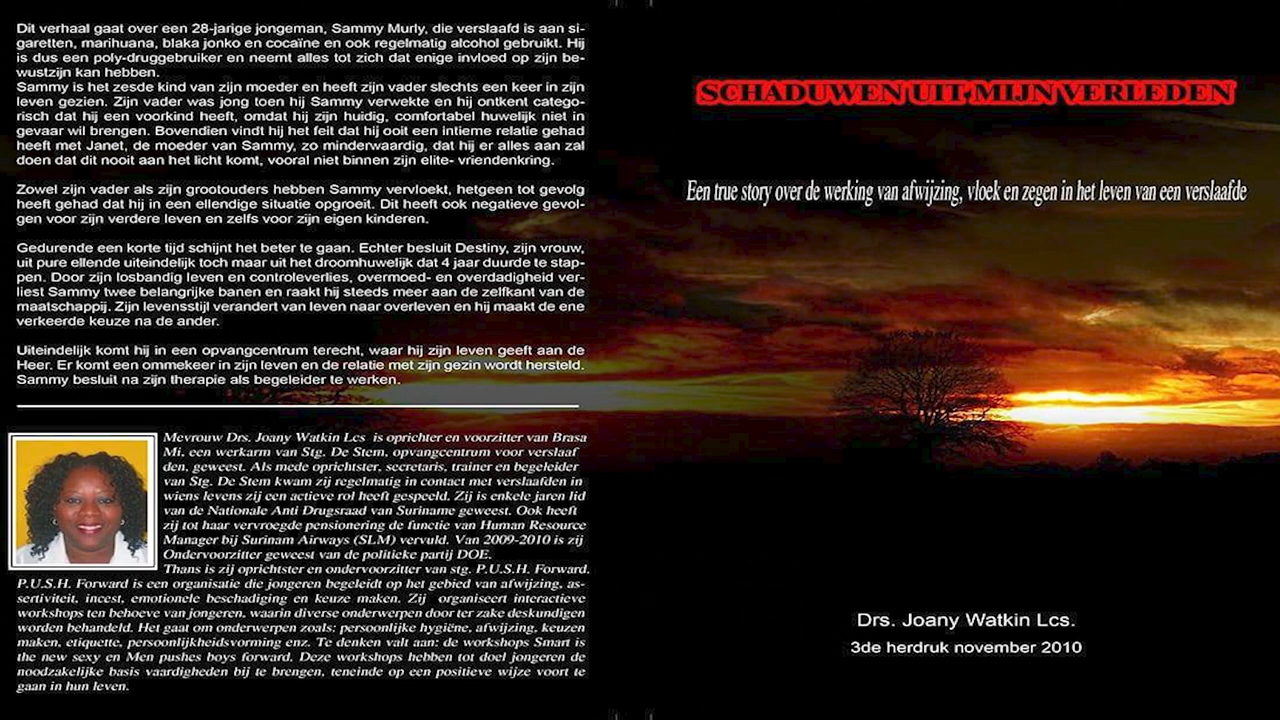 Dit verhaal gaat over een 28-jarige jongeman, Sammy Murly, die verslaafd is aan si-
garetten, marihuana, blaka jonko en cocaïne en ook regelmatig alcohol gebruikt. Hij
is dus een poly-druggebruiker en neemt alles tot zich dat enige invloed op zijn be-
wustzijn kan hebben.
Sammy is het zesde kind van zijn moeder en heeft zijn vader slechts een keer in zijn
leven gezien. Zijn vader was jong toen hij Sammy verwekte en hij ontkent catego-
risch dat hij een voorkind heeft, omdat hij zijn huidig, comfortabel huwelijk niet in
gevaar wil brengen. Bovendien vindt hij het feit dat hij ooit een intieme relatie gehad
heeft met Janet, de moeder van Sammy, zo minderwaardig, dat hij er alles aan zal
doen dat dit nooit aan het licht komt, vooral niet binnen zijn elite- vriendenkring.
Zowel zijn vader als zijn grootouders hebben Sammy vervloekt, hetgeen tot gevolg
heeft gehad dat hij in een ellendige situatie opgroeit. Dit heeft ook negatieve gevol-
gen voor zijn verdere leven en zelfs voor zijn eigen kinderen.
Gedurende een korte tijd schijnt het beter te gaan. Echter besluit Destiny, zijn vrouw,
uit pure ellende uiteindelijk toch maar uit het droomhuwelijk dat 4 jaar duurde te stap-
pen. Door zijn losbandig leven en controleverlies, overmoed- en overdadigheid ver-
liest Sammy twee belangrijke banen en raakt hij steeds meer aan de zelfkant van de
maatschappij. Zijn levensstijl verandert van leven naar overleven en hij maakt de ene
verkeerde keuze na de ander.
Uiteindelijk komt hij in een opvangcentrum terecht, waar hij zijn leven geeft aan de
Heer. Er komt een ommekeer in zijn leven en de relatie met zijn gezin wordt hersteld.
Sammy besluit na zijn therapie als begeleider te werken.
Mevrouw Drs. Joany Watkin Lcs is oprichter en voorzitter van Brasa
Mi, een werkarm van Stg. De Stem, opvangcentrum voor verslaaf
den, geweest. Als mede oprichtster, secretaris, trainer en begeleider
van Stg. De Stem kwam zij regelmatig in contact met verslaafden in
wiens levens zij een actieve rol heeft gespeeld. Zij is enkele jaren lid
van de Nationale Anti Drugsraad van Suriname geweest. Ook heeft
zij tot haar vervroegde pensionering de functie van Human Resource
Manager bij Surinam Airways (SLM) vervuld. Van 2009-2010 is zij
Ondervoorzitter geweest van de politieke partij DOE.
Thans is zij oprichtster en ondervoorzitter van stg. P.U.S.H. Forward.
P.U.S.H. Forward is een organisatie die jongeren begeleidt op het gebied van afwijzing, as-
sertiviteit, incest, emotionele beschadiging en keuze maken. Zij organiseert interactieve
workshops ten behoeve van jongeren, waarin diverse onderwerpen door ter zake deskundigen
worden behandeld. Het gaat om onderwerpen zoals: persoonlijke hygiëne, afwijzing, keuzen
maken, etiquette, persoonlijkheidsvorming enz. Te denken valt aan: de workshops Smart is
the new sexy en Men pushes boys forward. Deze workshops hebben tot doel jongeren de
noodzakelijke basis vaardigheden bij te brengen, teneinde op een positieve wijze voort te
gaan in hun leven.
SCHADUWEN UIT MIJN VERLEDEN
Een true story over de werking van afwijzing, vloek en zegen in het leven van een verslaafde
Drs. Joany Watkin Lcs.
3de herdruk november 2010